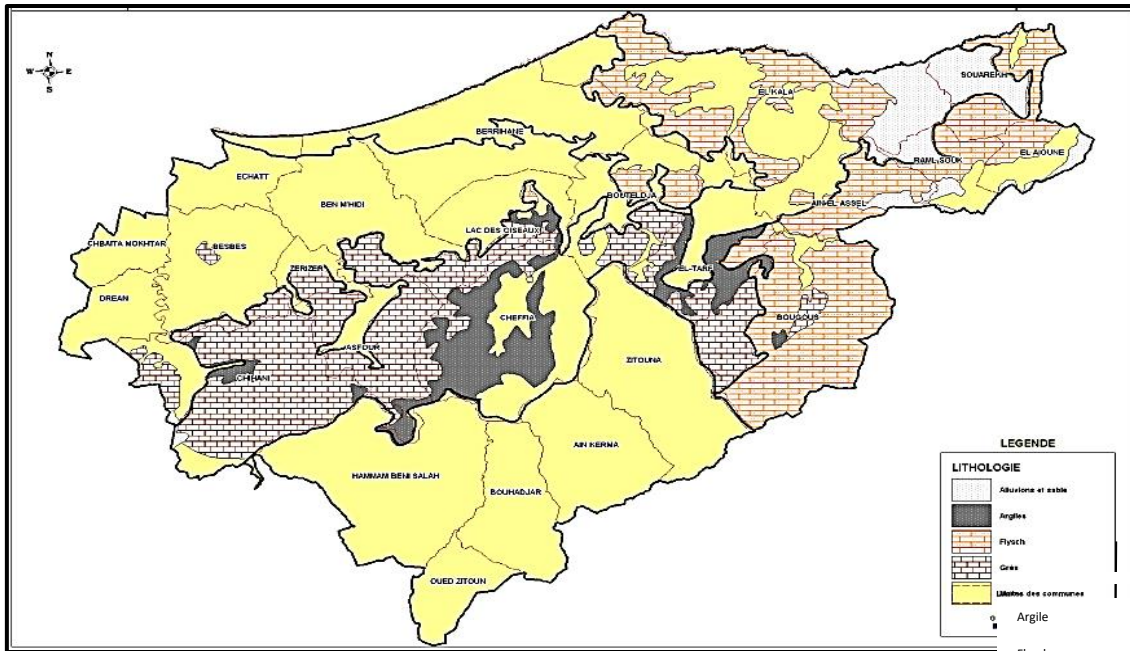 N
W E
S
SOUAREKH
EL KALA
BERRIHANE
RAML SOUK
EL AIOUNE
ECHATT
BOUTELDJA
BEN M'HIDI
AIN EL ASSEL
LAC DES OISEAUX
CHBAITA MOKHTAR
BESBES
ZERIZER
EL-TARF
DREAN
CHEFFIA
BOUGOUS
ASFOUR
ZITOUNA
CHIHANI
AIN KERMA
HAMMAM BENI SALAH
BOUHADJAR
OUED ZITOUN
LEGENDE
LITHOLOGIE
Alluvions et sable
Argiles
Flysch
Grès
des communes
Argile